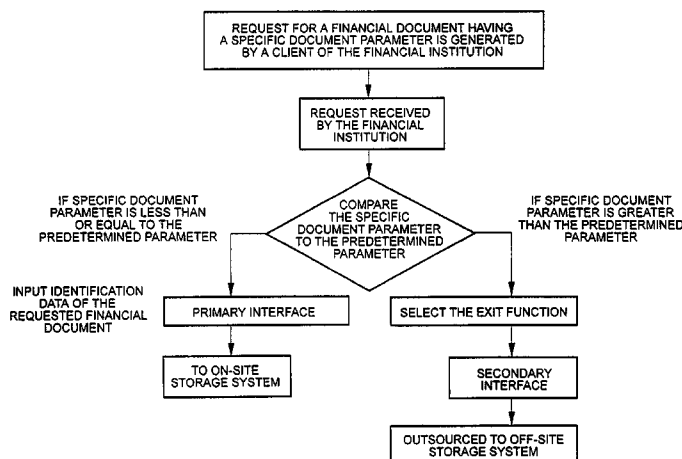 REQUEST FOR A FINANCIAL DOCUMENT HAVING
A SPECIFIC DOCUMENT PARAMETER IS GENERATED
BY A CLIENT OF THE FINANCIAL INSTITUTION
REQUEST RECEIVED
BY THE FINANCIAL
INSTITUTION
IF SPECIFIC DOCUMENT
PARAMETER IS LESS THAN
OR EQUAL TO THE
PREDETERMINED PARAMETER
COMPARE
THE SPECIFIC
DOCUMENT PARAMETER
TO THE PREDETERMINED
PARAMETER
IF SPECIFIC DOCUMENT
PARAMETER IS GREATER
THAN THE PREDETERMINED
PARAMETER
INPUT IDENTIFICATION
DATA OF THE
REQUESTED FINANCIAL
DOCUMENT
PRIMARY INTERFACE
SELECT THE EXIT FUNCTION
TO ON-SITE
STORAGE SYSTEM
SECONDARY
INTERFACE
OUTSOURCED TO OFF-SITE
STORAGE SYSTEM